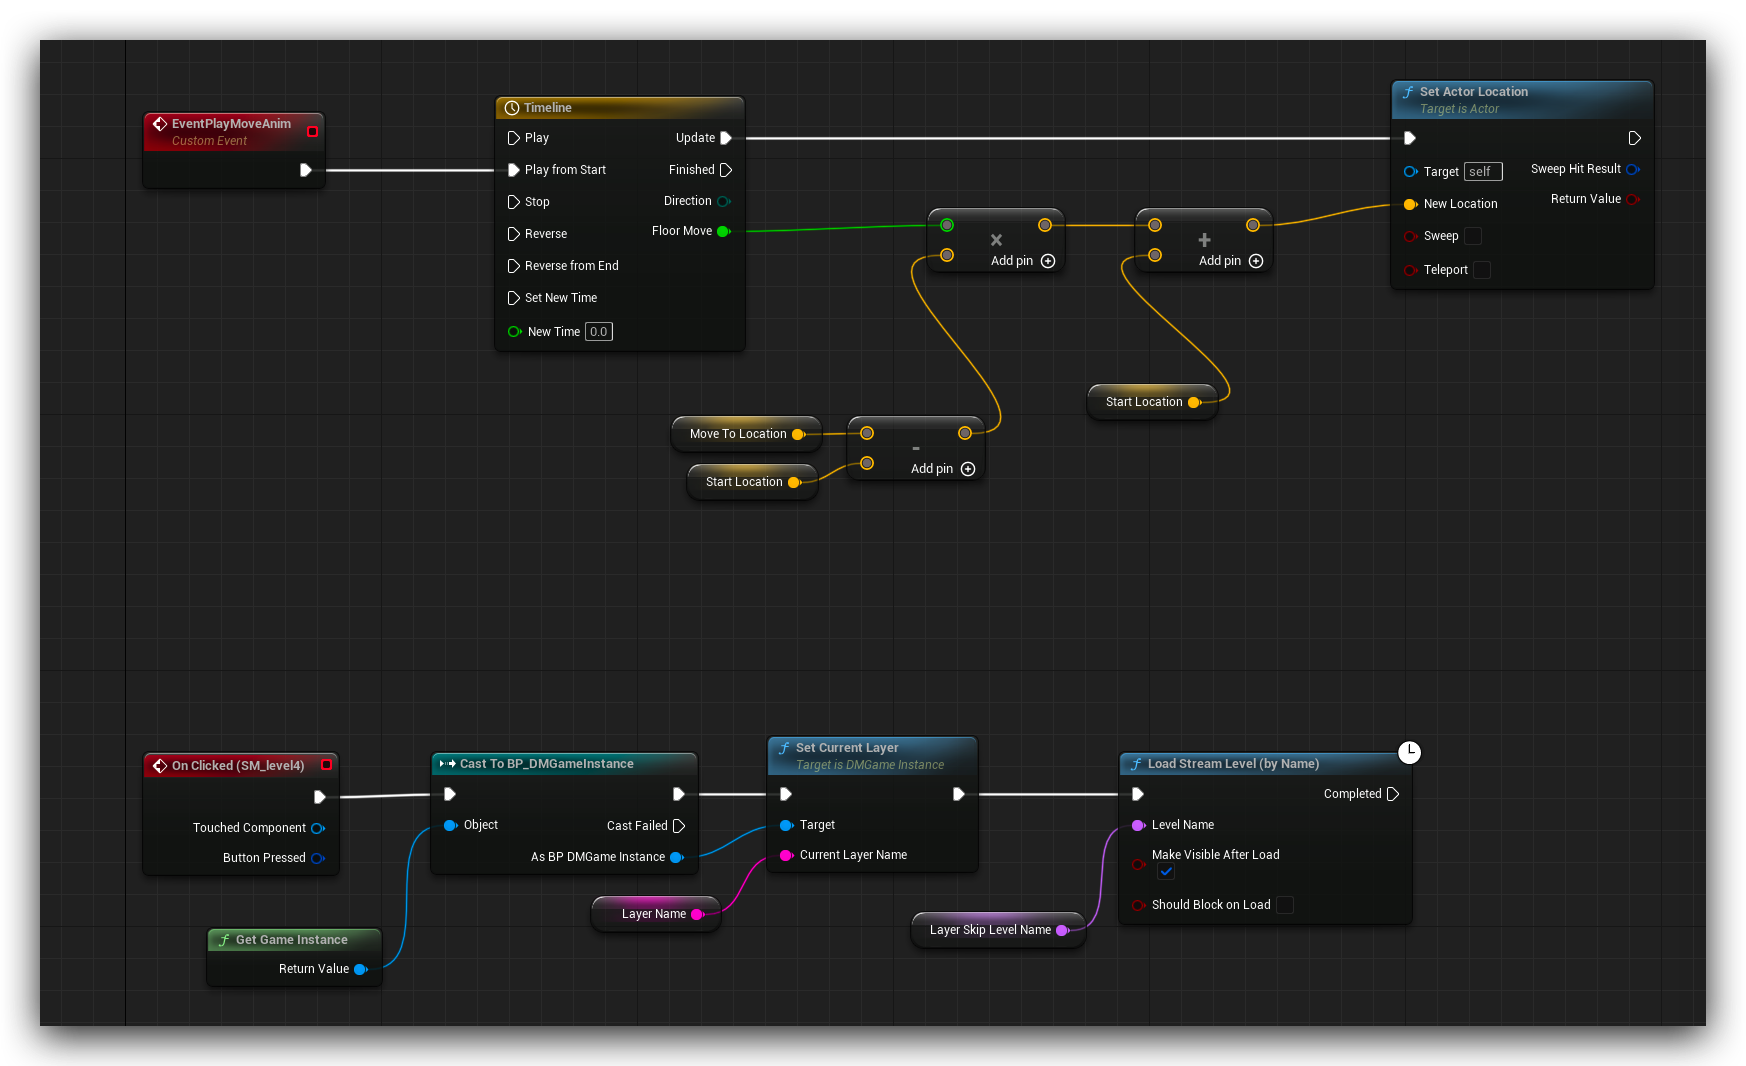 EventPlayMoveAnim
Custom Event
Timeline
Play
Update
Play from Start
Finished
Stop
Direction
Reverse
Floor Move
Reverse from End
Set New Time
New Time 0.0
Add pin
Add pin
Set Actor Location
Target is Actor
Target self
Sweep Hit Result
New Location
Return Value
Sweep
Teleport
Start Location
Move To Location
Start Location
-
Add pin
On Clicked (SM_level4)
Touched Component
Button Pressed
Get Game Instance
Return Value
Cast To BP_DMGameInstance
Object
Cast Failed
As BP DMGame Instance
Layer Name
Set Current Layer
Target is DMGame Instance
Target
Current Layer Name
Layer Skip Level Name
Load Stream Level (by Name)
Completed
Level Name
Make Visible After Load
Should Block on Load